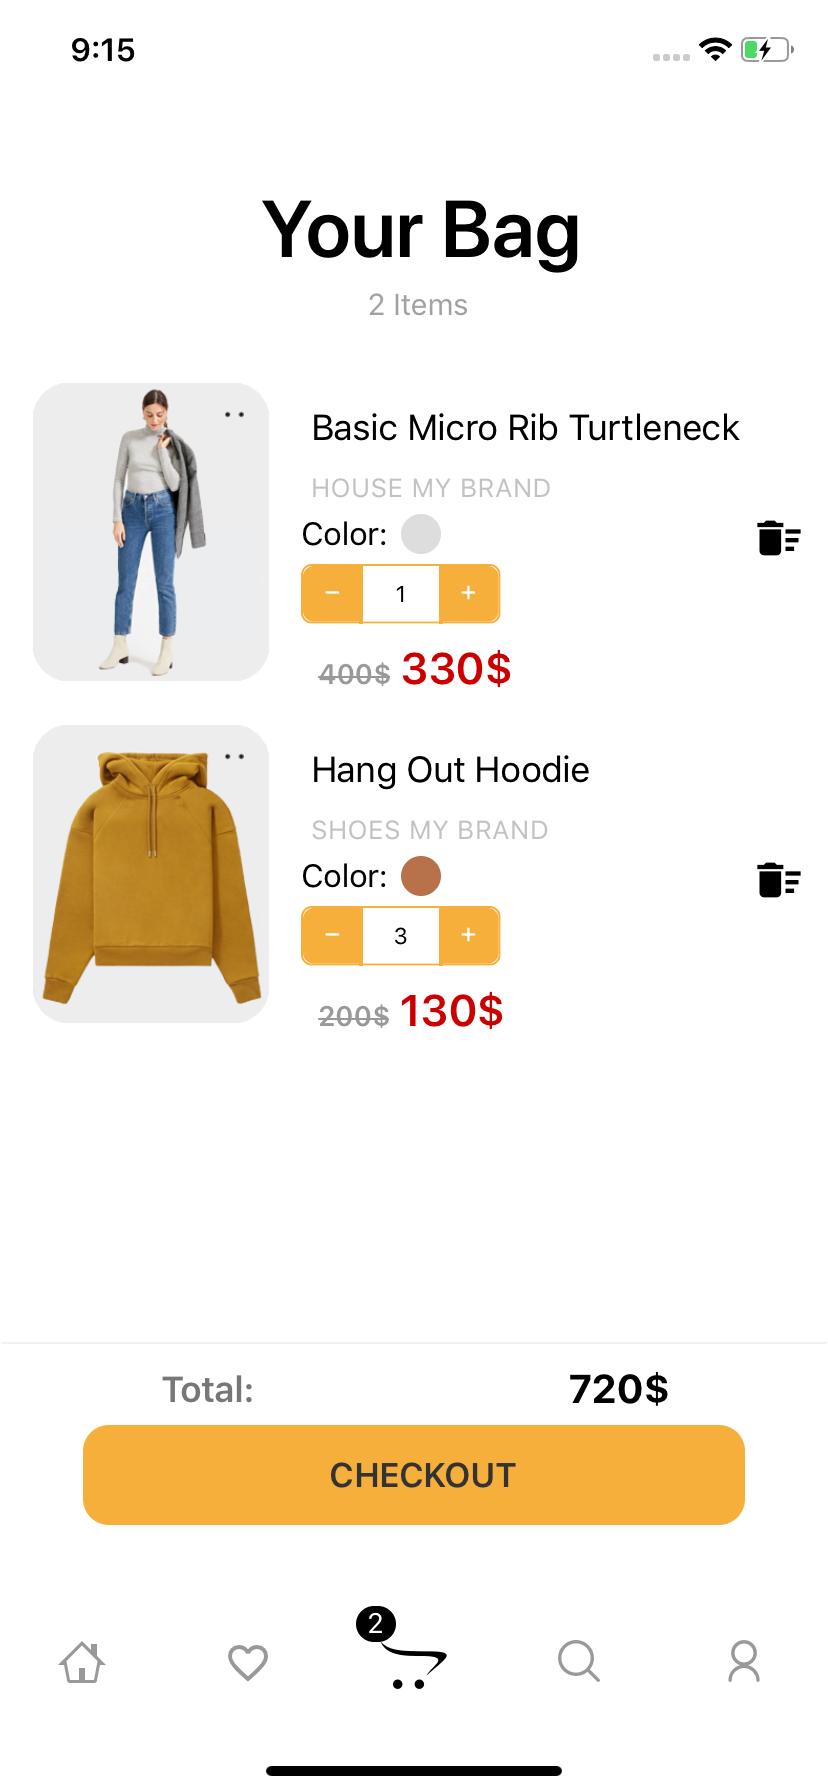 9:15
Your Bag
2 Items
Basic Micro Rib Turtleneck
HOUSE MY BRAND
Color:
− 1 +
400$ 330$
Hang Out Hoodie
SHOES MY BRAND
Color:
− 3 +
200$ 130$
Total: 720$
CHECKOUT
2